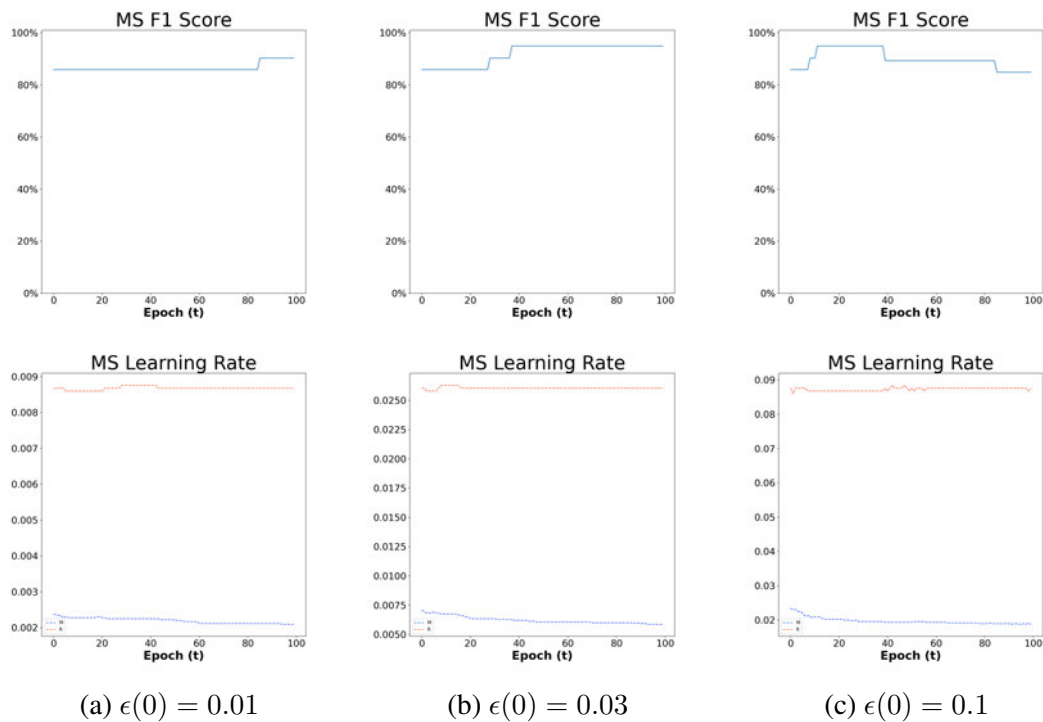 MS F1 Score MS F1 Score MS F1 Score
100% 100% 100%
80% 80% 80%
60% 60% 60%
40% 40% 40%
20% 20% 20%
0% 0% 0%
0 20 40 60 80 100 0 20 40 60 80 100 0 20 40 60 80 100
Epoch (t) Epoch (t) Epoch (t)
MS Learning Rate MS Learning Rate MS Learning Rate
0.009 0.09
0.0250
0.008 0.08
0.0225
0.007 0.07
0.0200
0.006 0.0175 0.06
0.005 0.0150 0.05
0.0125
0.004 0.04
0.0100
0.003 0.03
0.0075
M M M
0.002 0.0050 0.02
0 20 40 60 80 100 0 20 40 60 80 100 0 20 40 60 80 100
Epoch (t) Epoch (t) Epoch (t)
(a) ϵ(0) = 0.01 (b) ϵ(0) = 0.03 (c) ϵ(0) = 0.1